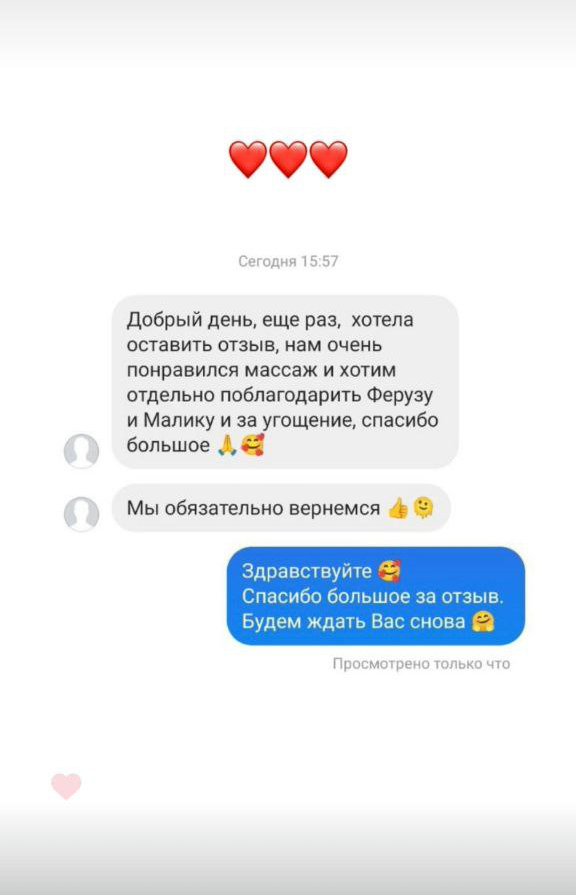 ❤️❤️❤️
Сегодня 15:57
Добрый день, еще раз, хотела
оставить отзыв, нам очень
понравился массаж и хотим
отдельно поблагодарить Ферузу
и Малику и за угощение, спасибо
большое 🙏🥰
Мы обязательно вернемся 👍🫠
Здравствуйте 🥰
Спасибо большое за отзыв.
Будем ждать Вас снова 🤗
Просмотрено только что